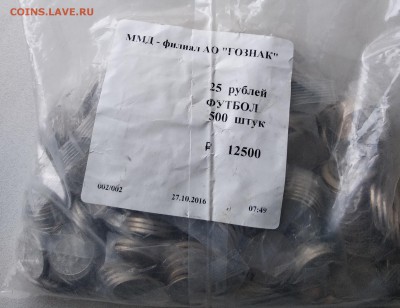 COINS.LAVE.RU
ММД - филиал АО "ГОЗНАК"
25 рублей
ФУТБОЛ
500 штук
₽ 12500
002/002 27.10.2016 07:49